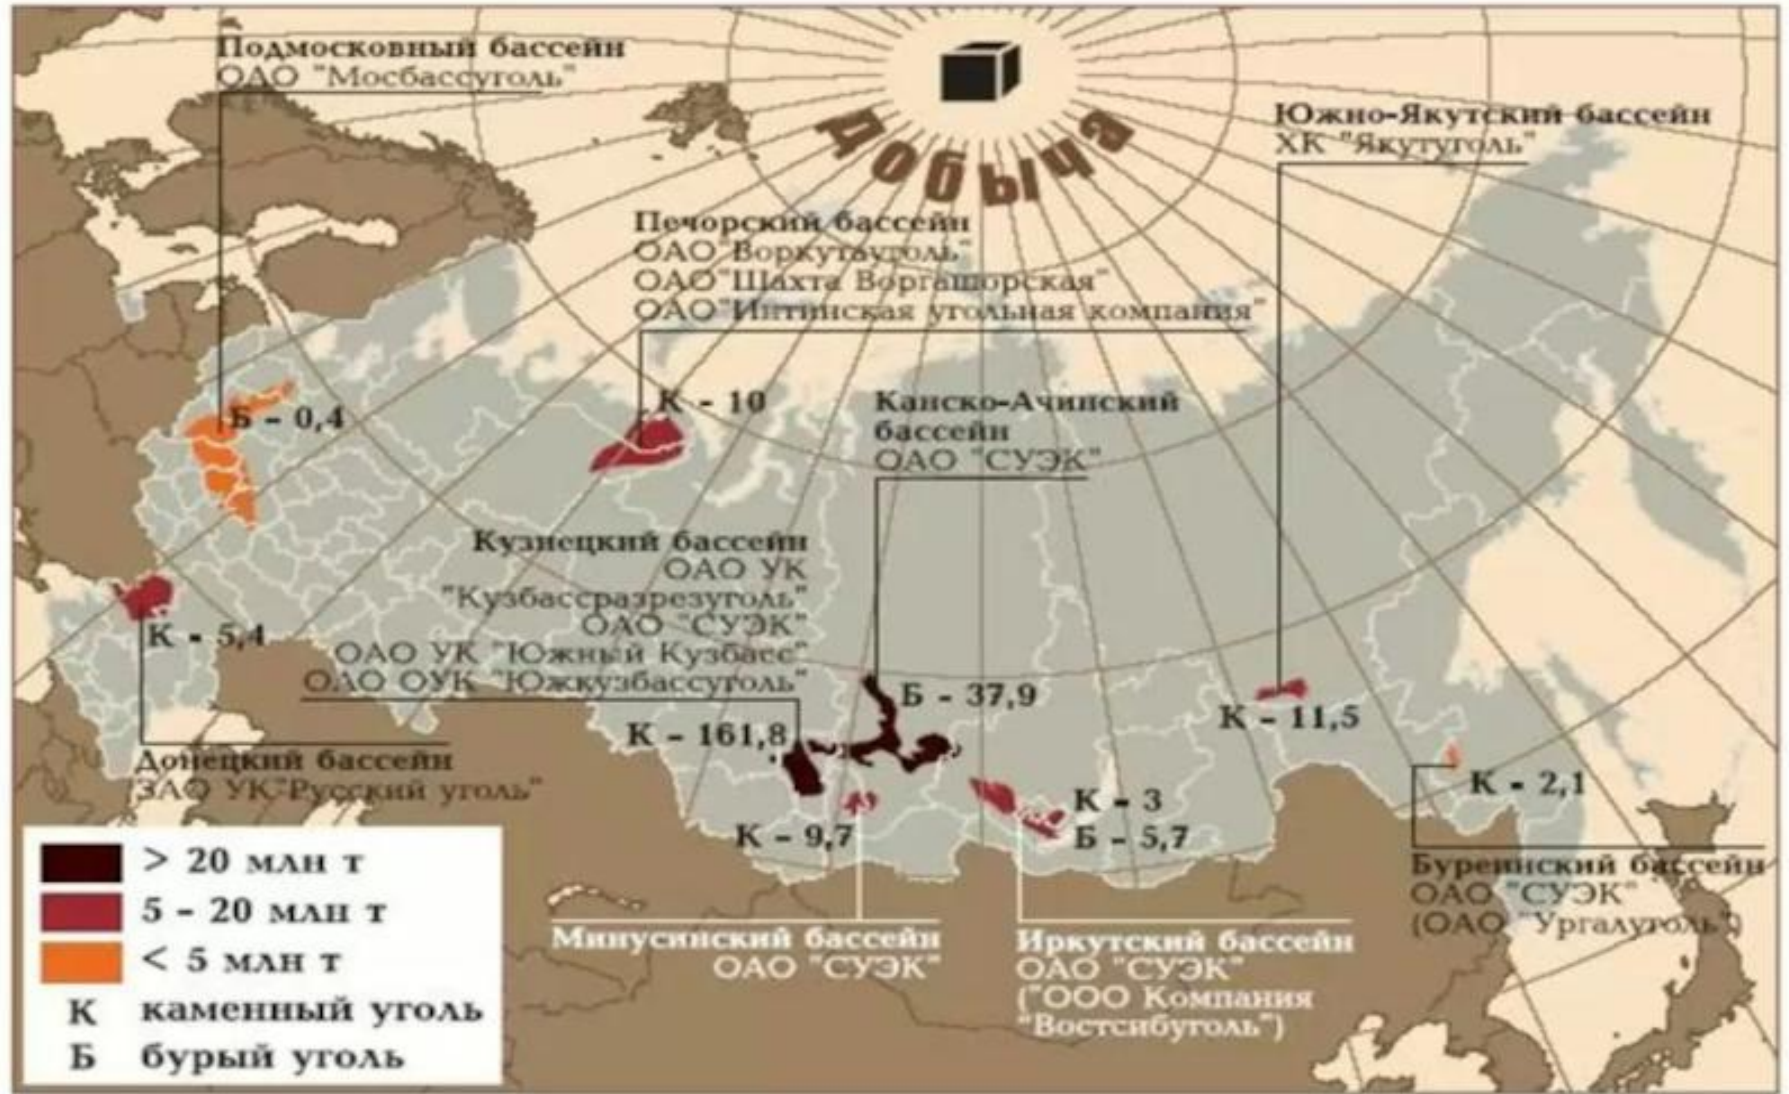 Подмосковный бассейн
ОАО "Мосбассуголь"
Добыча
Южно-Якутский бассейн
ХК "Якутуголь"
Печорский бассейн
ОАО"Воркутауголь"
ОАО"Шахта Воргашорская"
ОАО"Интинская угольная компания"
К - 10
Б - 0,4
Канско-Ачинский
бассейн
ОАО "СУЭК"
Кузнецкий бассейн
ОАО УК
"Кузбассразрезуголь"
ОАО "СУЭК"
ОАО УК "Южный Кузбасс"
ОАО ОУК "Южкузбассуголь"
К - 5,4
Б - 37,9
К - 161,8
К - 11,5
Донецкий бассейн
ЗАО УК"Русский уголь"
К - 2,1
К - 3
Б - 5,7
К - 9,7
Буреинский бассейн
ОАО "СУЭК"
(ОАО "Ургалуголь")
Минусинский бассейн
ОАО "СУЭК"
Иркутский бассейн
ОАО "СУЭК"
("ООО Компания
"Востсибуголь")
> 20 млн т
5 - 20 млн т
< 5 млн т
К каменный уголь
Б бурый уголь